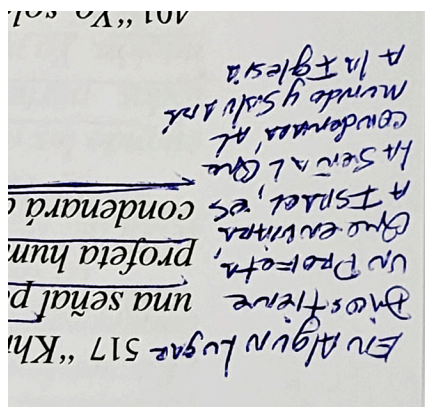 En Algun Lugar - 517 “Kh
Dios tiene una señal p
un Profeta, profeta hum
Que enviara
A Israel, es condenará
La Señal Que
condenara, al
mundo y Salvara
A la Iglesia
401 “Yo solo